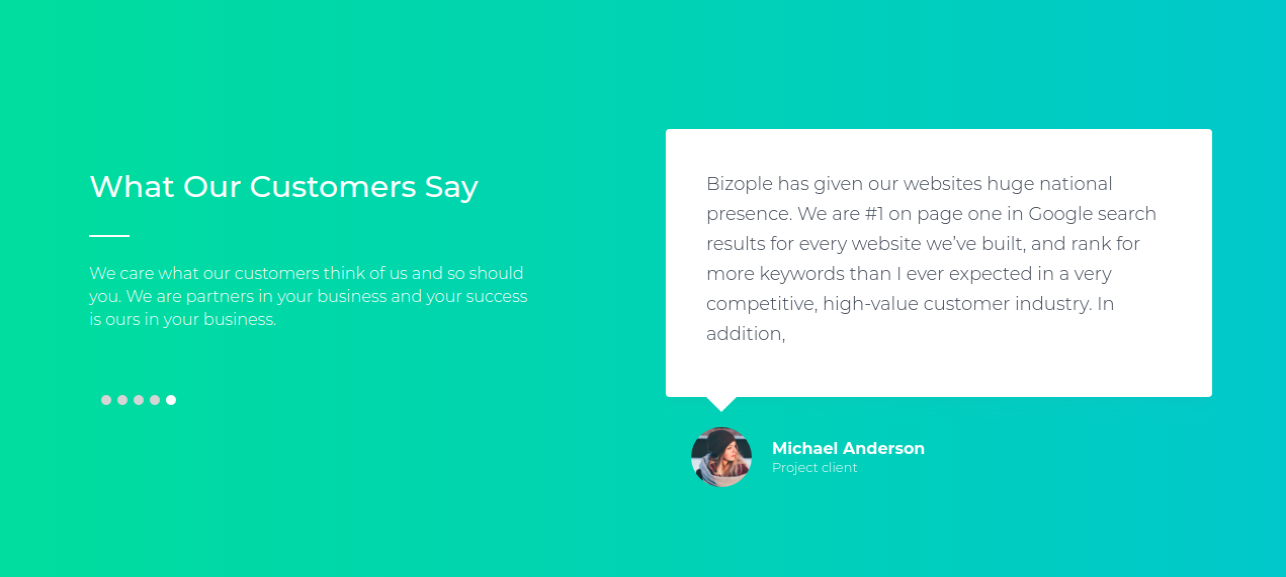 What Our Customers Say
We care what our customers think of us and so should
you. We are partners in your business and your success
is ours in your business.
Bizople has given our websites huge national
presence. We are #1 on page one in Google search
results for every website we’ve built, and rank for
more keywords than I ever expected in a very
competitive, high-value customer industry. In
addition,
Michael Anderson
Project client